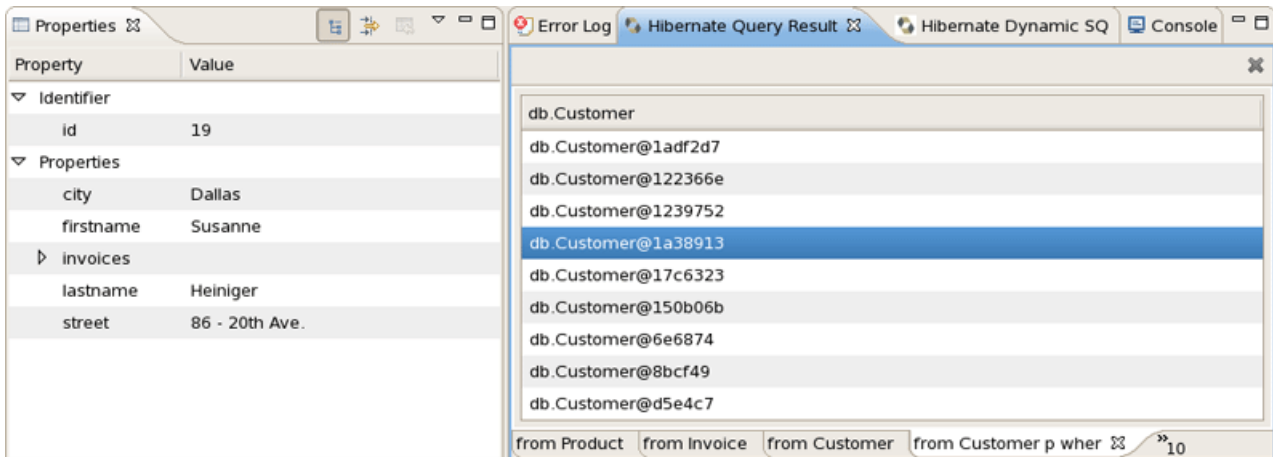 Properties
Property Value
Identifier
id 19
Properties
city Dallas
firstname Susanne
invoices
lastname Heiniger
street 86 - 20th Ave.
Error Log Hibernate Query Result Hibernate Dynamic SQ Console
db.Customer
db.Customer@1adf2d7
db.Customer@122366e
db.Customer@1239752
db.Customer@1a38913
db.Customer@17c6323
db.Customer@150b06b
db.Customer@6e6874
db.Customer@8bcf49
db.Customer@d5e4c7
from Product from Invoice from Customer from Customer p wher »10